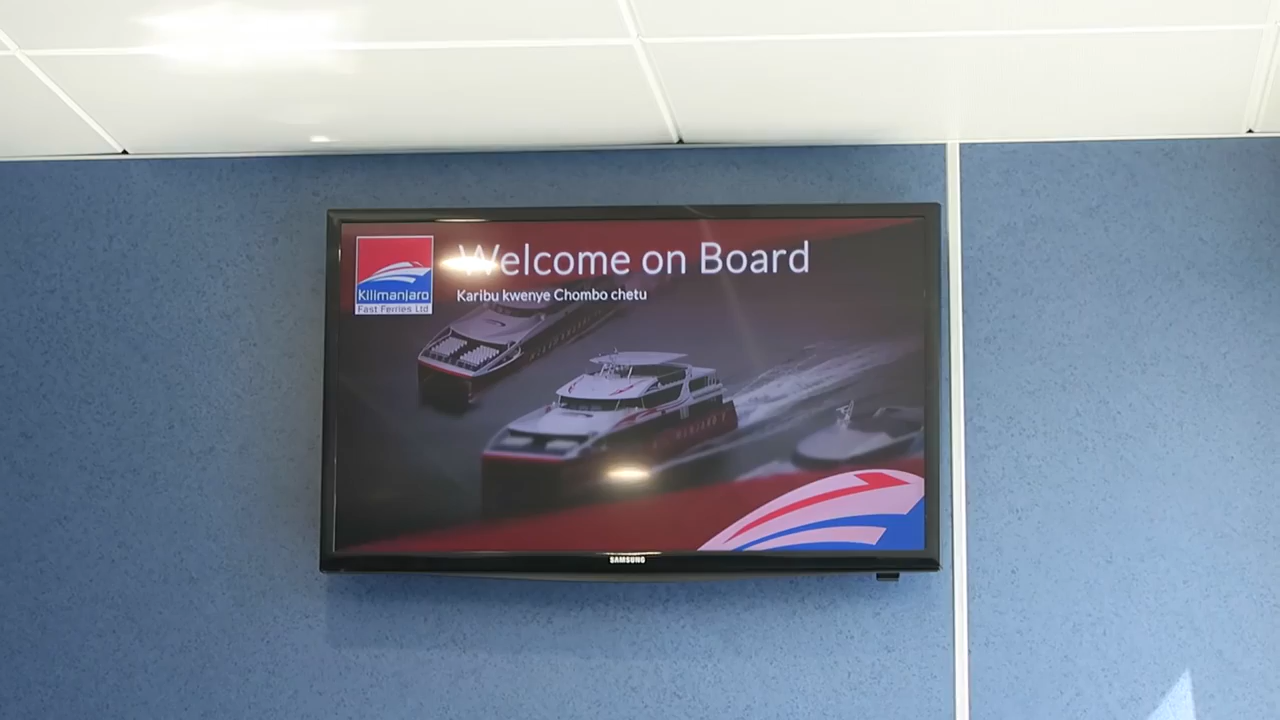 Welcome on Board
Karibu kwenye Chombo chetu
Kilimanjaro
Fast Ferries Ltd
SAMSUNG